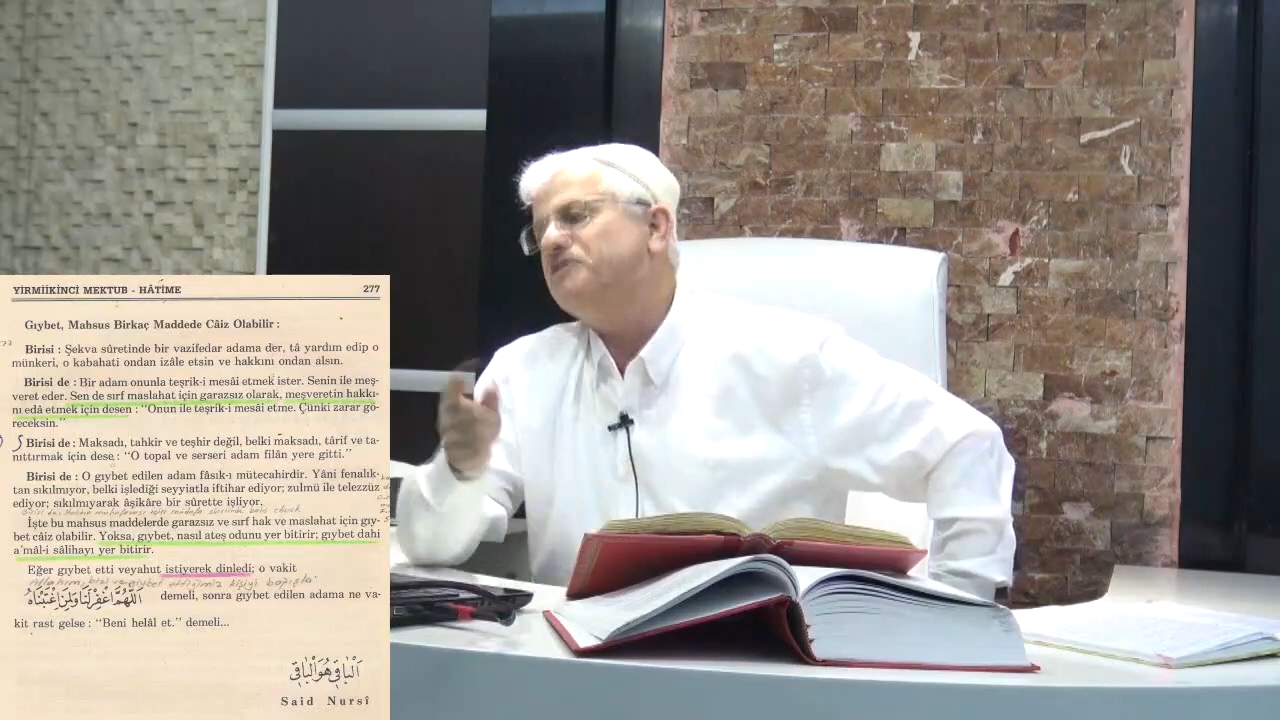 YİRMİİKİNCİ MEKTUB - HÂTİME 277
Gıybet, Mahsus Birkaç Maddede Câiz Olabilir :
Birisi : Şekva sûretinde bir vazifedar adama der, tâ yardım edip o
münkeri, o kabahati ondan izâle etsin ve hakkını ondan alsın.
Birisi de : Bir adam onunla teşrik-i mesâi etmek ister. Senin ile meş-
veret eder. Sen de sırf maslahat için garazsız olarak, meşveretin hakkı-
nı edâ etmek için desen : "Onun ile teşrik-i mesâi etme. Çünki zarar gö-
receksin."
Birisi de : Maksadı, tahkir ve teşhir değil, belki maksadı, târif ve ta-
nıttırmak için dese : "O topal ve serseri adam filân yere gitti."
Birisi de : O gıybet edilen adam fâsık-ı mütecahirdir. Yâni fenalık-
tan sıkılmıyor, belki işlediği seyyiatla iftihar ediyor; zulmü ile telezzüz
ediyor; sıkılmıyarak âşikâre bir sûrette işliyor.
İşte bu mahsus maddelerde garazsız ve sırf hak ve maslahat için gıy-
bet câiz olabilir. Yoksa, gıybet, nasıl ateş odunu yer bitirir; gıybet dahi
a'mâl-i sâlihayı yer bitirir.
Eğer gıybet etti veyahut istiyerek dinledi; o vakit
Allahım, bizi ve gıybet ettiğimiz kişiyi bağışla
اَللّٰهُمَّ اغْفِرْلَنَا وَلِمَنِ اغْتَبْنَاهُ demeli, sonra gıybet edilen adama ne va-
kit rast gelse : "Beni helâl et." demeli...
اَلْبَاقِى هُوَ الْبَاقِى
Said Nursî